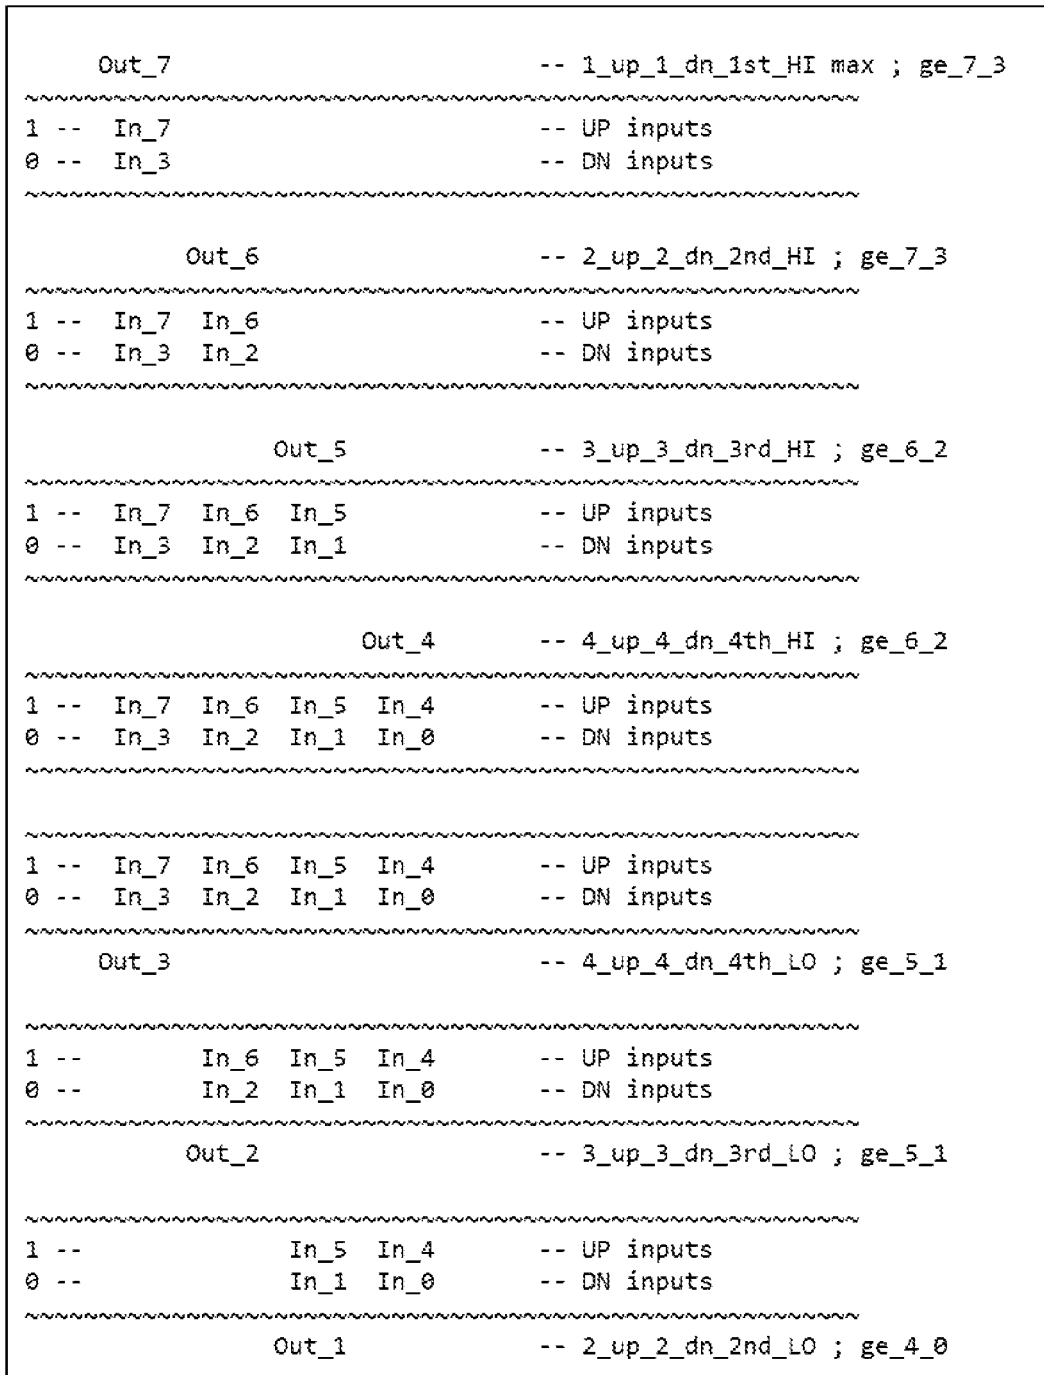 Out_7 -- 1_up_1_dn_1st_HI max ; ge_7_3
~~~~~~~~~~~~~~~~~~~~~~~~~~~~~~~~~~~~~~~~~~~~~~~~~~~~~~~~~
1 -- In_7 -- UP inputs
0 -- In_3 -- DN inputs
~~~~~~~~~~~~~~~~~~~~~~~~~~~~~~~~~~~~~~~~~~~~~~~~~~~~~~~~~
Out_6 -- 2_up_2_dn_2nd_HI ; ge_7_3
~~~~~~~~~~~~~~~~~~~~~~~~~~~~~~~~~~~~~~~~~~~~~~~~~~~~~~~~~
1 -- In_7 In_6 -- UP inputs
0 -- In_3 In_2 -- DN inputs
~~~~~~~~~~~~~~~~~~~~~~~~~~~~~~~~~~~~~~~~~~~~~~~~~~~~~~~~~
Out_5 -- 3_up_3_dn_3rd_HI ; ge_6_2
~~~~~~~~~~~~~~~~~~~~~~~~~~~~~~~~~~~~~~~~~~~~~~~~~~~~~~~~~
1 -- In_7 In_6 In_5 -- UP inputs
0 -- In_3 In_2 In_1 -- DN inputs
~~~~~~~~~~~~~~~~~~~~~~~~~~~~~~~~~~~~~~~~~~~~~~~~~~~~~~~~~
Out_4 -- 4_up_4_dn_4th_HI ; ge_6_2
~~~~~~~~~~~~~~~~~~~~~~~~~~~~~~~~~~~~~~~~~~~~~~~~~~~~~~~~~
1 -- In_7 In_6 In_5 In_4 -- UP inputs
0 -- In_3 In_2 In_1 In_0 -- DN inputs
~~~~~~~~~~~~~~~~~~~~~~~~~~~~~~~~~~~~~~~~~~~~~~~~~~~~~~~~~
~~~~~~~~~~~~~~~~~~~~~~~~~~~~~~~~~~~~~~~~~~~~~~~~~~~~~~~~~
1 -- In_7 In_6 In_5 In_4 -- UP inputs
0 -- In_3 In_2 In_1 In_0 -- DN inputs
~~~~~~~~~~~~~~~~~~~~~~~~~~~~~~~~~~~~~~~~~~~~~~~~~~~~~~~~~
Out_3 -- 4_up_4_dn_4th_LO ; ge_5_1
~~~~~~~~~~~~~~~~~~~~~~~~~~~~~~~~~~~~~~~~~~~~~~~~~~~~~~~~~
1 -- In_6 In_5 In_4 -- UP inputs
0 -- In_2 In_1 In_0 -- DN inputs
~~~~~~~~~~~~~~~~~~~~~~~~~~~~~~~~~~~~~~~~~~~~~~~~~~~~~~~~~
Out_2 -- 3_up_3_dn_3rd_LO ; ge_5_1
~~~~~~~~~~~~~~~~~~~~~~~~~~~~~~~~~~~~~~~~~~~~~~~~~~~~~~~~~
1 -- In_5 In_4 -- UP inputs
0 -- In_1 In_0 -- DN inputs
~~~~~~~~~~~~~~~~~~~~~~~~~~~~~~~~~~~~~~~~~~~~~~~~~~~~~~~~~
Out_1 -- 2_up_2_dn_2nd_LO ; ge_4_0